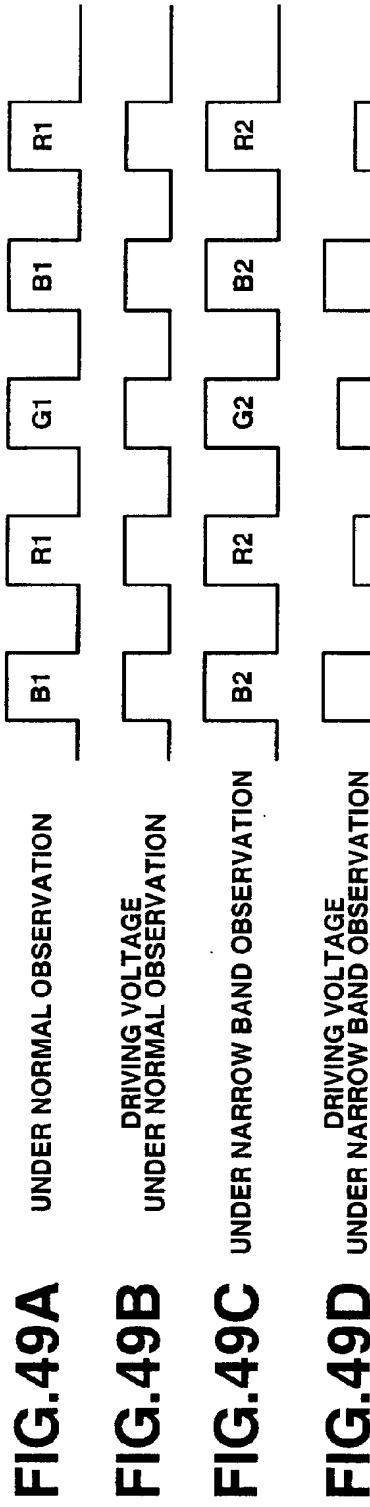 FIG.49A
UNDER NORMAL OBSERVATION
B1 R1 G1 B1 R1
FIG.49B
DRIVING VOLTAGE
UNDER NORMAL OBSERVATION
FIG.49C
UNDER NARROW BAND OBSERVATION
B2 R2 G2 B2 R2
FIG.49D
DRIVING VOLTAGE
UNDER NARROW BAND OBSERVATION